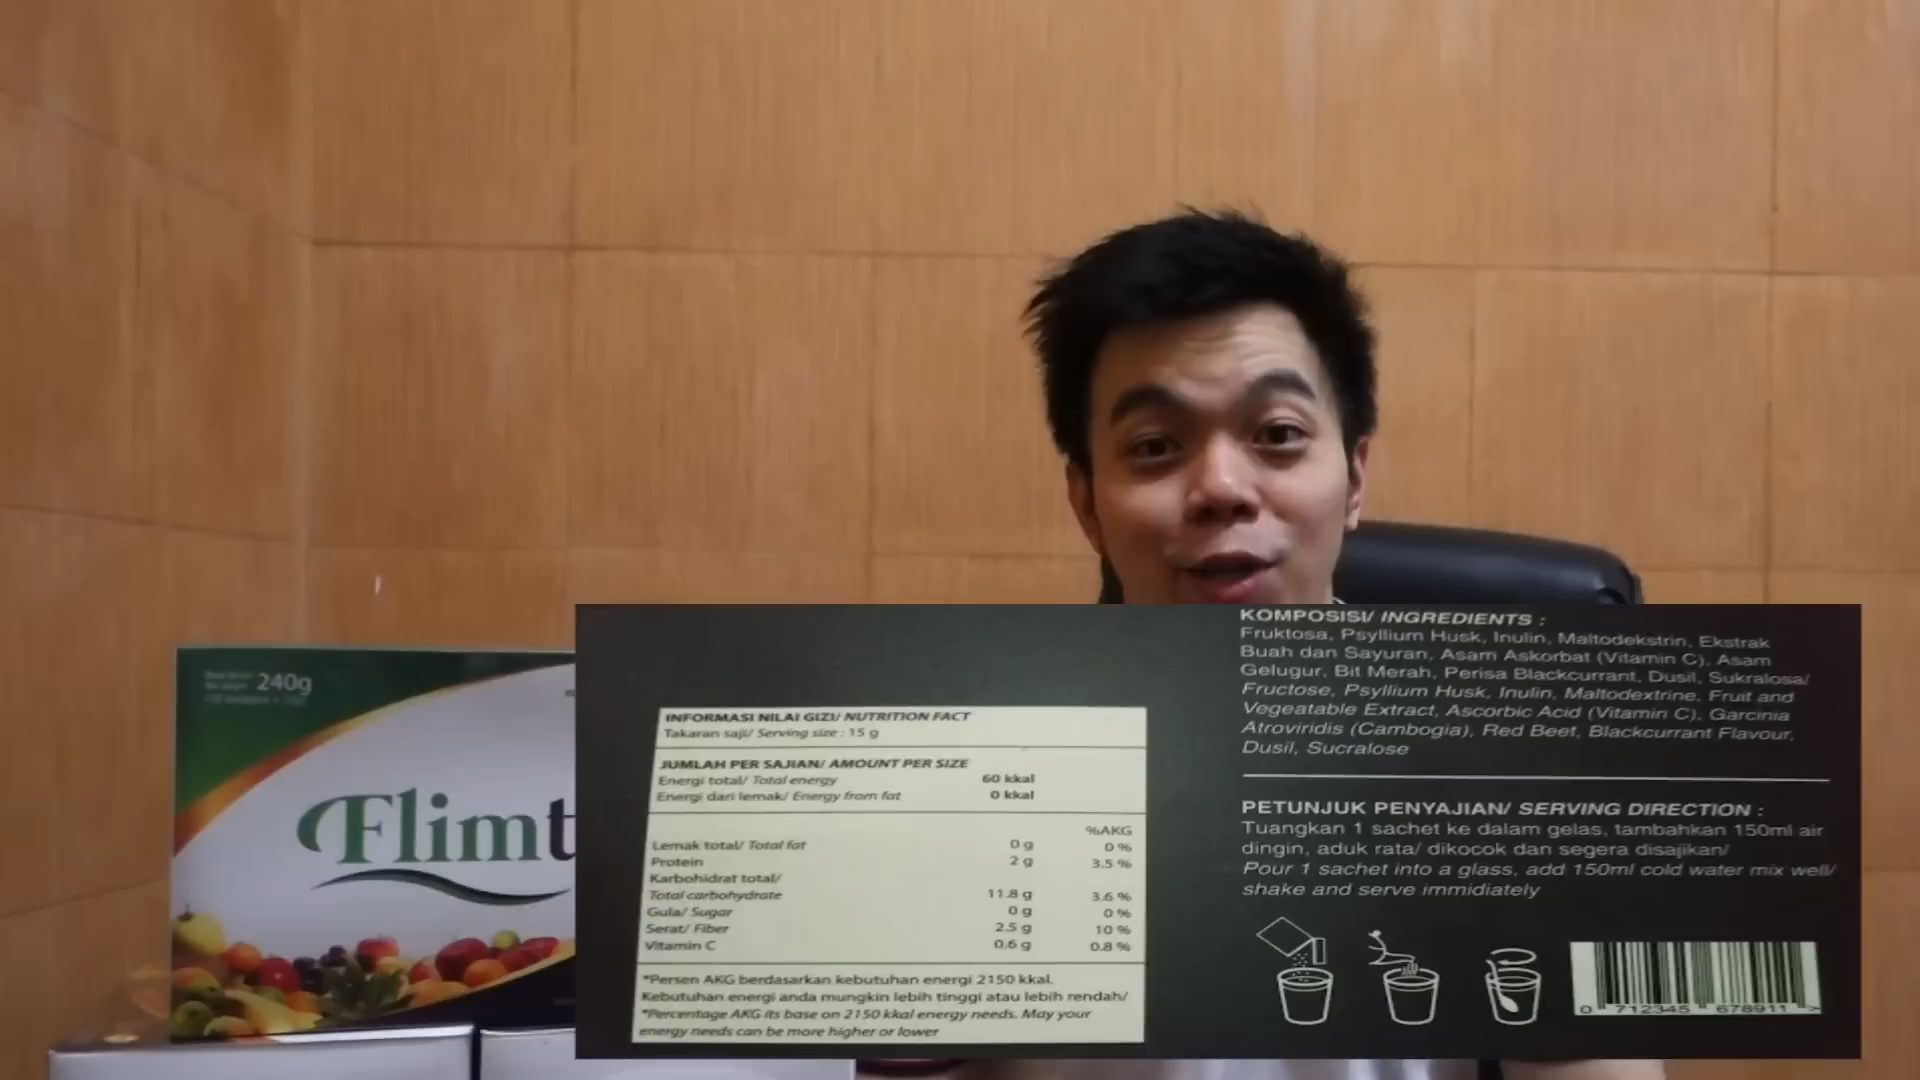 240g
Flimt
INFORMASI NILAI GIZI/ NUTRITION FACT
Takaran saji/ Serving size : 15 g
JUMLAH PER SAJIAN/ AMOUNT PER SIZE
Energi total/ Total energy 60 kkal
Energi dari lemak/ Energy from fat 0 kkal
%AKG
Lemak total/ Total fat 0 g 0 %
Protein 2 g 3.5 %
Karbohidrat total/
Total carbohydrate 11.8 g 3.6 %
Gula/ Sugar 0 g 0 %
Serat/ Fiber 2.5 g 10 %
Vitamin C 0.6 g 0.8 %
*Persen AKG berdasarkan kebutuhan energi 2150 kkal.
Kebutuhan energi anda mungkin lebih tinggi atau lebih rendah/
*Percentage AKG its base on 2150 kkal energy needs. May your
energy needs can be more higher or lower
KOMPOSISI/ INGREDIENTS :
Fruktosa, Psyllium Husk, Inulin, Maltodekstrin, Ekstrak
Buah dan Sayuran, Asam Askorbat (Vitamin C), Asam
Gelugur, Bit Merah, Perisa Blackcurrant, Dusil, Sukralosa/
Fructose, Psyllium Husk, Inulin, Maltodextrine, Fruit and
Vegeatable Extract, Ascorbic Acid (Vitamin C), Garcinia
Atroviridis (Cambogia), Red Beet, Blackcurrant Flavour,
Dusil, Sucralose
PETUNJUK PENYAJIAN/ SERVING DIRECTION :
Tuangkan 1 sachet ke dalam gelas, tambahkan 150ml air
dingin, aduk rata/ dikocok dan segera disajikan/
Pour 1 sachet into a glass, add 150ml cold water mix well/
shake and serve immidiately
0 712345 678911 >